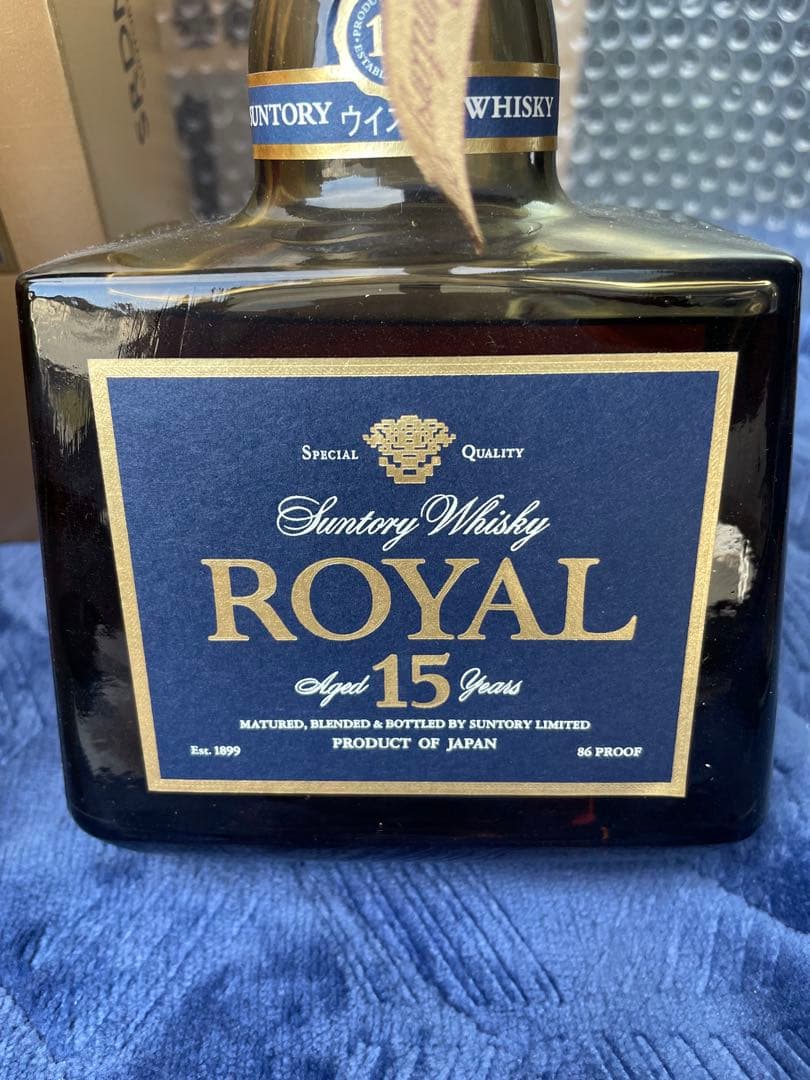 SUNTORY ウイス WHISKY
SPECIAL QUALITY
Suntory Whisky
ROYAL
Aged 15 Years
MATURED, BLENDED & BOTTLED BY SUNTORY LIMITED
Est. 1899 PRODUCT OF JAPAN 86 PROOF